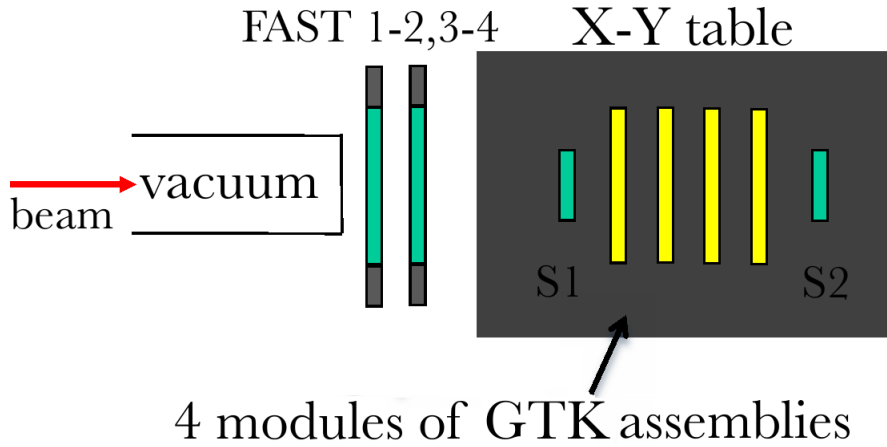 FAST 1-2,3-4
X-Y table
vacuum
beam
S1
S2
4 modules of GTK assemblies